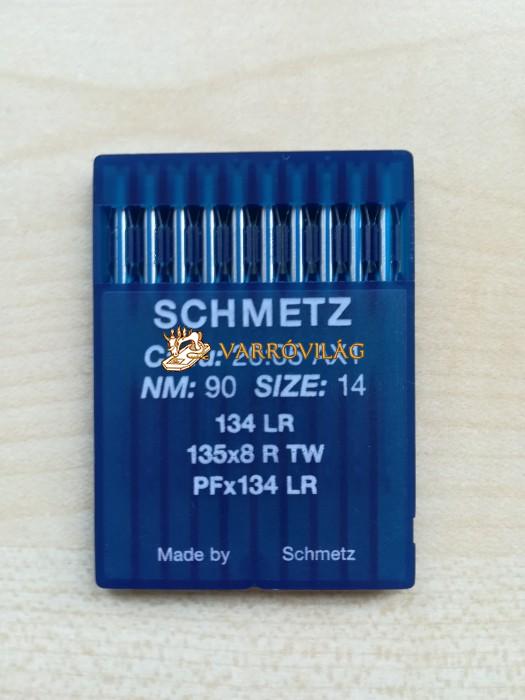 SCHMETZ
VARRÓVILÁG
NM: 90 SIZE: 14
134 LR
135x8 R TW
PFx134 LR
Made by Schmetz